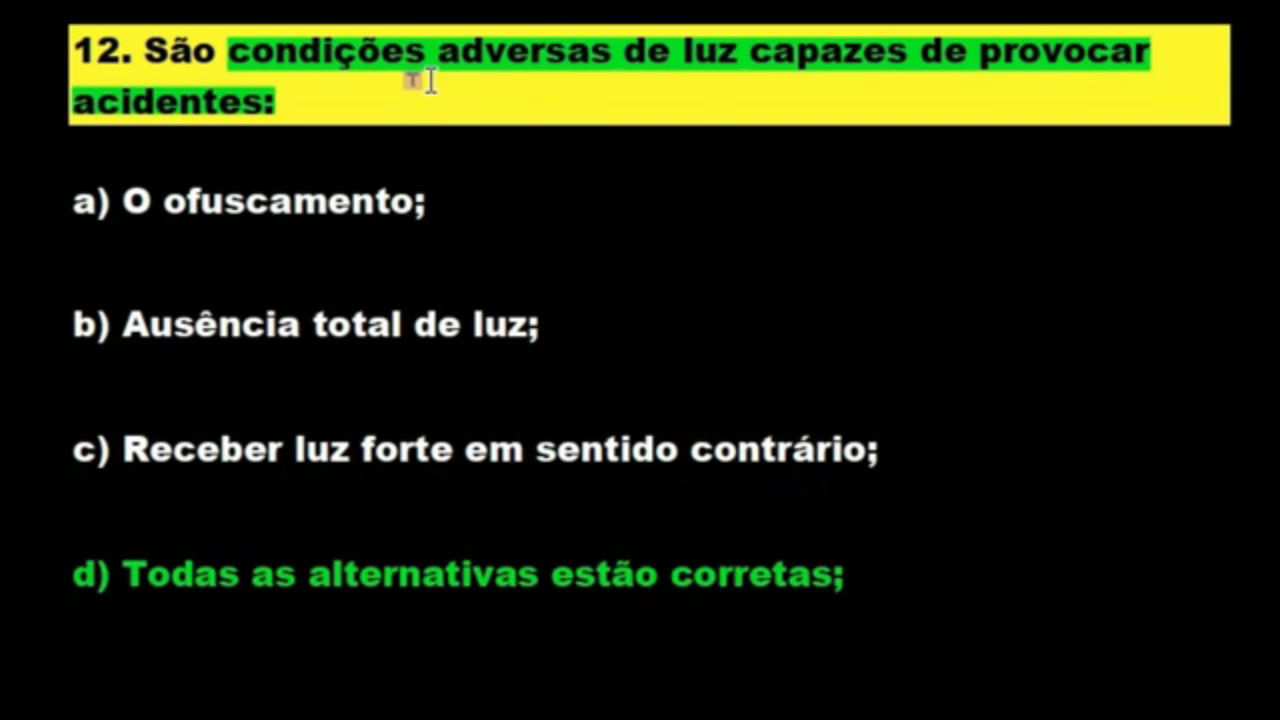 12. São condições adversas de luz capazes de provocar
acidentes:
a) O ofuscamento;
b) Ausência total de luz;
c) Receber luz forte em sentido contrário;
d) Todas as alternativas estão corretas;